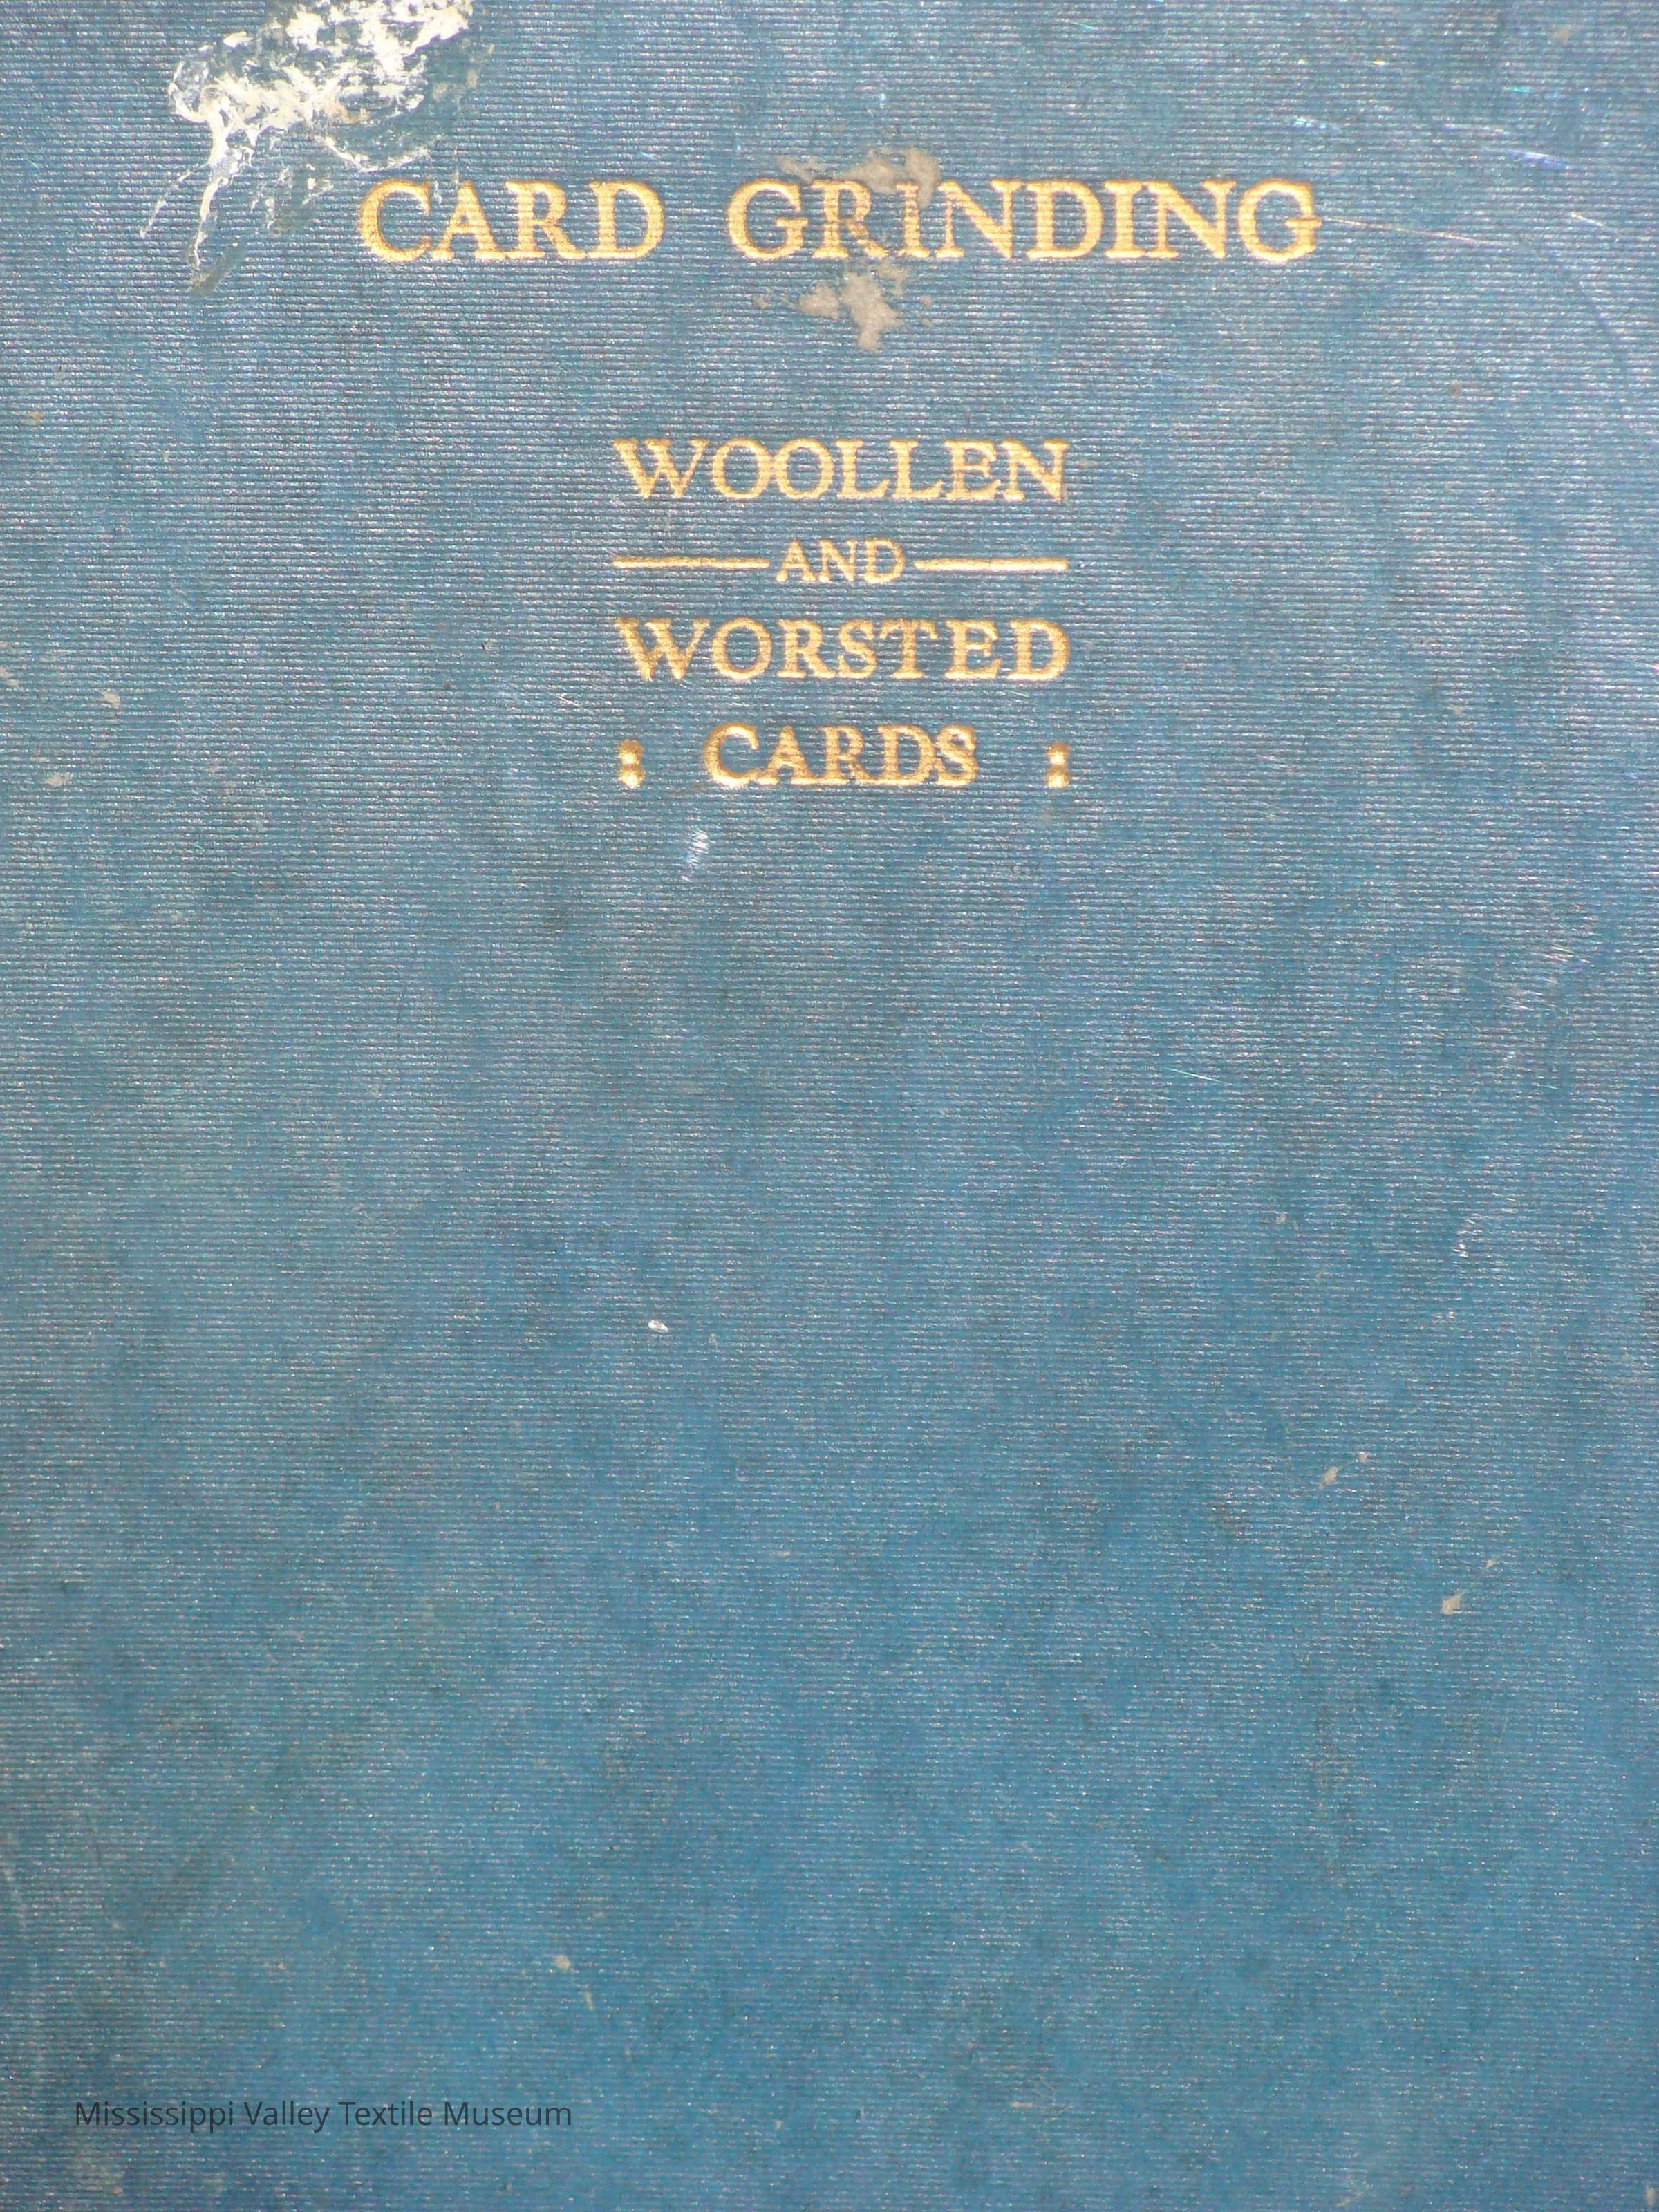 CARD GRINDING
WOOLLEN
AND
WORSTED
: CARDS :
Mississippi Valley Textile Museum